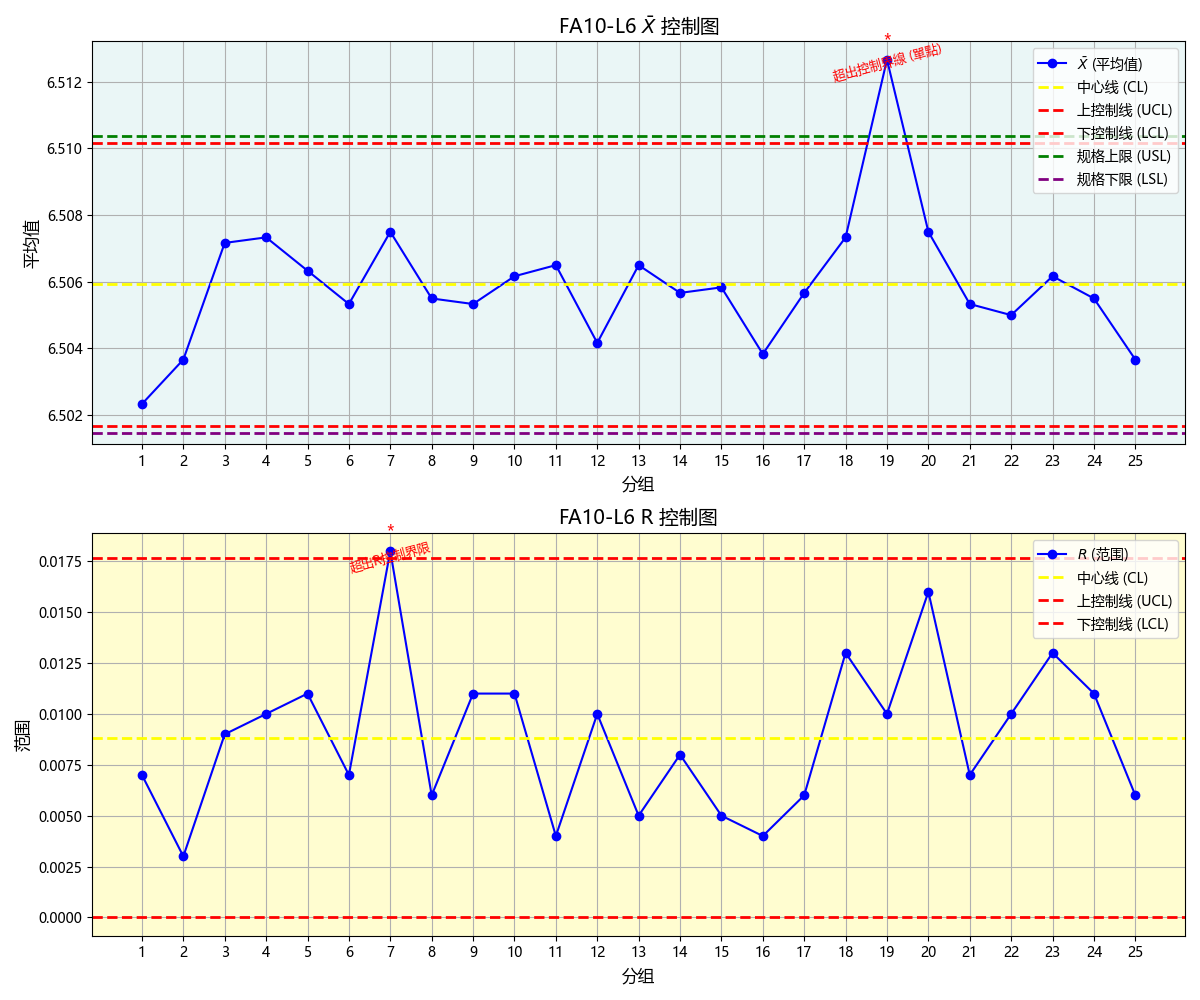 FA10-L6 X̄ 控制图
*
超出控制界線 (單點)
X̄ (平均值)
中心线 (CL)
上控制线 (UCL)
下控制线 (LCL)
规格上限 (USL)
规格下限 (LSL)
平均值
6.512
6.510
6.508
6.506
6.504
6.502
1 2 3 4 5 6 7 8 9 10 11 12 13 14 15 16 17 18 19 20 21 22 23 24 25
分组
FA10-L6 R 控制图
*
超出R控制界限
R (范围)
中心线 (CL)
上控制线 (UCL)
下控制线 (LCL)
范围
0.0175
0.0150
0.0125
0.0100
0.0075
0.0050
0.0025
0.0000
1 2 3 4 5 6 7 8 9 10 11 12 13 14 15 16 17 18 19 20 21 22 23 24 25
分组